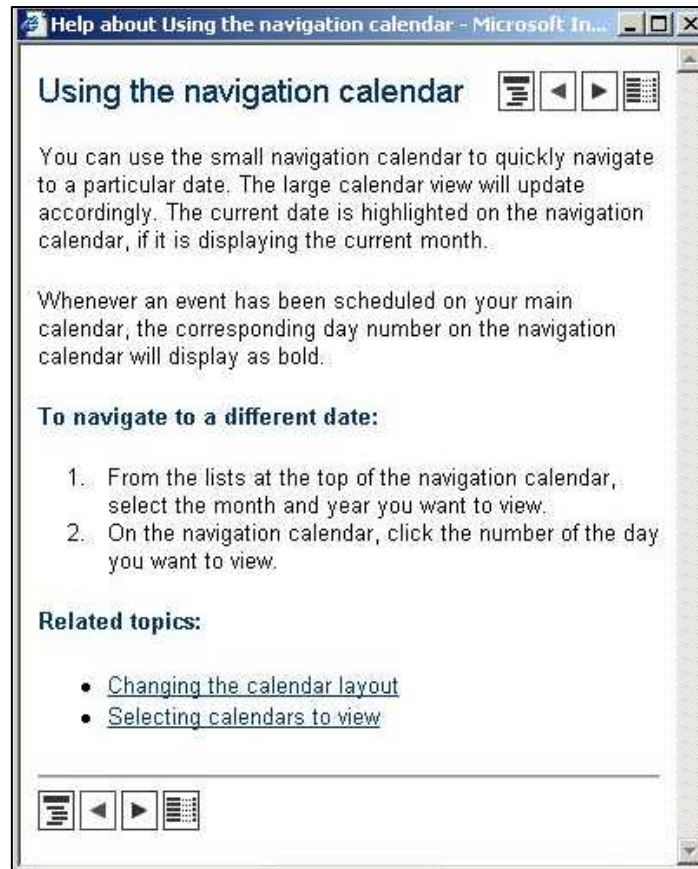 Help about Using the navigation calendar - Microsoft In...
Using the navigation calendar
You can use the small navigation calendar to quickly navigate
to a particular date. The large calendar view will update
accordingly. The current date is highlighted on the navigation
calendar, if it is displaying the current month.
Whenever an event has been scheduled on your main
calendar, the corresponding day number on the navigation
calendar will display as bold.
To navigate to a different date:
1. From the lists at the top of the navigation calendar,
select the month and year you want to view.
2. On the navigation calendar, click the number of the day
you want to view.
Related topics:
• Changing the calendar layout
• Selecting calendars to view